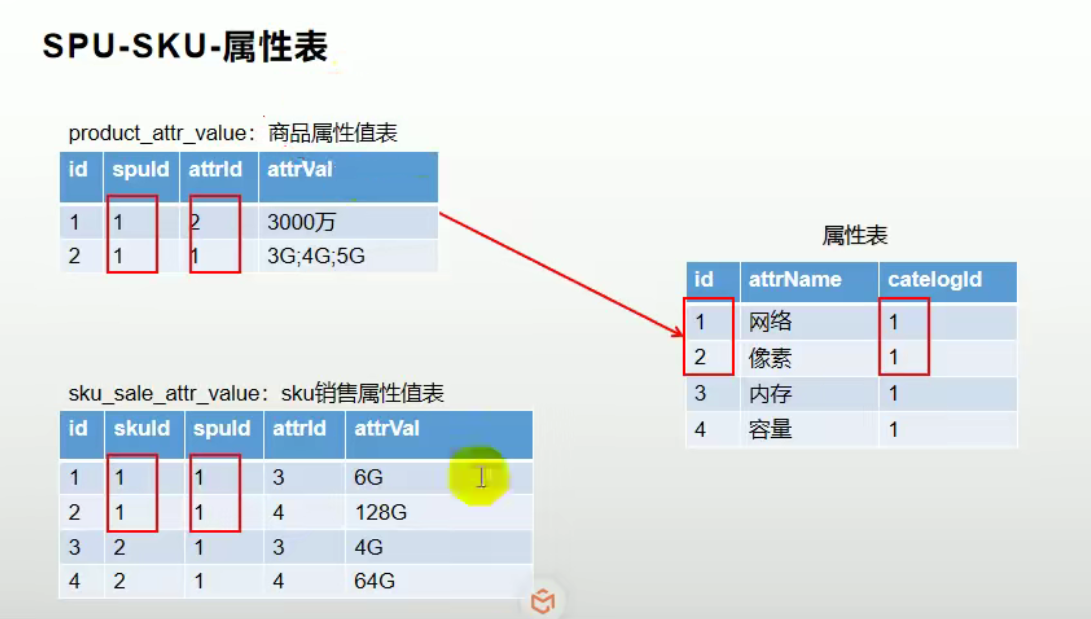 SPU-SKU-属性表
product_attr_value：商品属性值表
id spuId attrId attrVal
1 1 2 3000万
2 1 1 3G;4G;5G
属性表
id attrName catelogId
1 网络 1
2 像素 1
3 内存 1
4 容量 1
sku_sale_attr_value：sku销售属性值表
id skuId spuId attrId attrVal
1 1 1 3 6G
2 1 1 4 128G
3 2 1 3 4G
4 2 1 4 64G